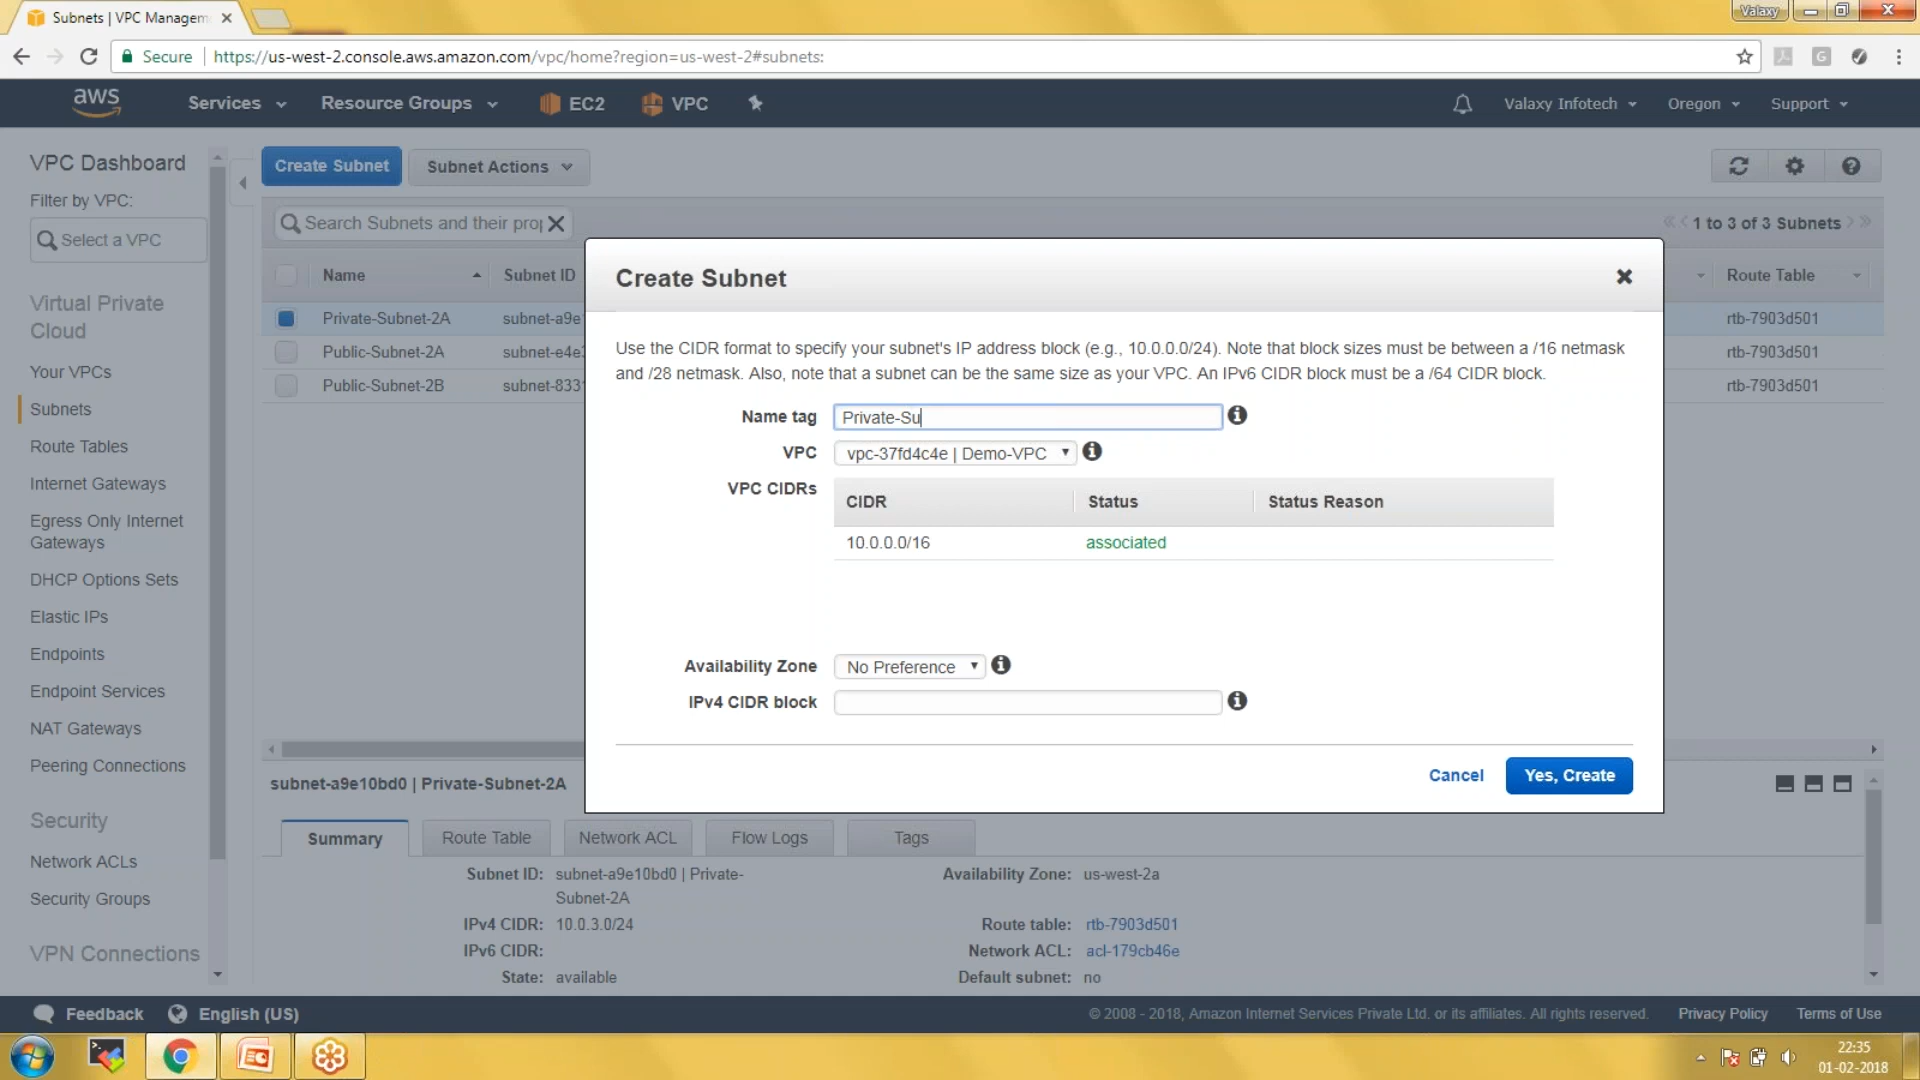 Subnets | VPC Managem
Valaxy
Secure
https://us-west-2.console.aws.amazon.com/vpc/home?region=us-west-2#subnets:
aws
Services
Resource Groups
EC2
VPC
Valaxy Infotech
Oregon
Support
VPC Dashboard
Filter by VPC:
Select a VPC
Virtual Private
Cloud
Your VPCs
Subnets
Route Tables
Internet Gateways
Egress Only Internet
Gateways
DHCP Options Sets
Elastic IPs
Endpoints
Endpoint Services
NAT Gateways
Peering Connections
Security
Network ACLs
Security Groups
VPN Connections
Create Subnet
Subnet Actions
Search Subnets and their prop
1 to 3 of 3 Subnets
Name
Subnet ID
Route Table
Private-Subnet-2A
subnet-a9e1
rtb-7903d501
Public-Subnet-2A
subnet-e4e3
rtb-7903d501
Public-Subnet-2B
subnet-8331
rtb-7903d501
Create Subnet
Use the CIDR format to specify your subnet's IP address block (e.g., 10.0.0.0/24). Note that block sizes must be between a /16 netmask
and /28 netmask. Also, note that a subnet can be the same size as your VPC. An IPv6 CIDR block must be a /64 CIDR block.
Name tag
Private-Su
VPC
vpc-37fd4c4e | Demo-VPC
VPC CIDRs
CIDR
Status
Status Reason
10.0.0.0/16
associated
Availability Zone
No Preference
IPv4 CIDR block
Cancel
Yes, Create
subnet-a9e10bd0 | Private-Subnet-2A
Summary
Route Table
Network ACL
Flow Logs
Tags
Subnet ID: subnet-a9e10bd0 | Private-
Subnet-2A
IPv4 CIDR: 10.0.3.0/24
IPv6 CIDR:
State: available
Availability Zone: us-west-2a
Route table: rtb-7903d501
Network ACL: acl-179cb46e
Default subnet: no
Feedback
English (US)
© 2008 - 2018, Amazon Internet Services Private Ltd. or its affiliates. All rights reserved.
Privacy Policy
Terms of Use
22:35
01-02-2018